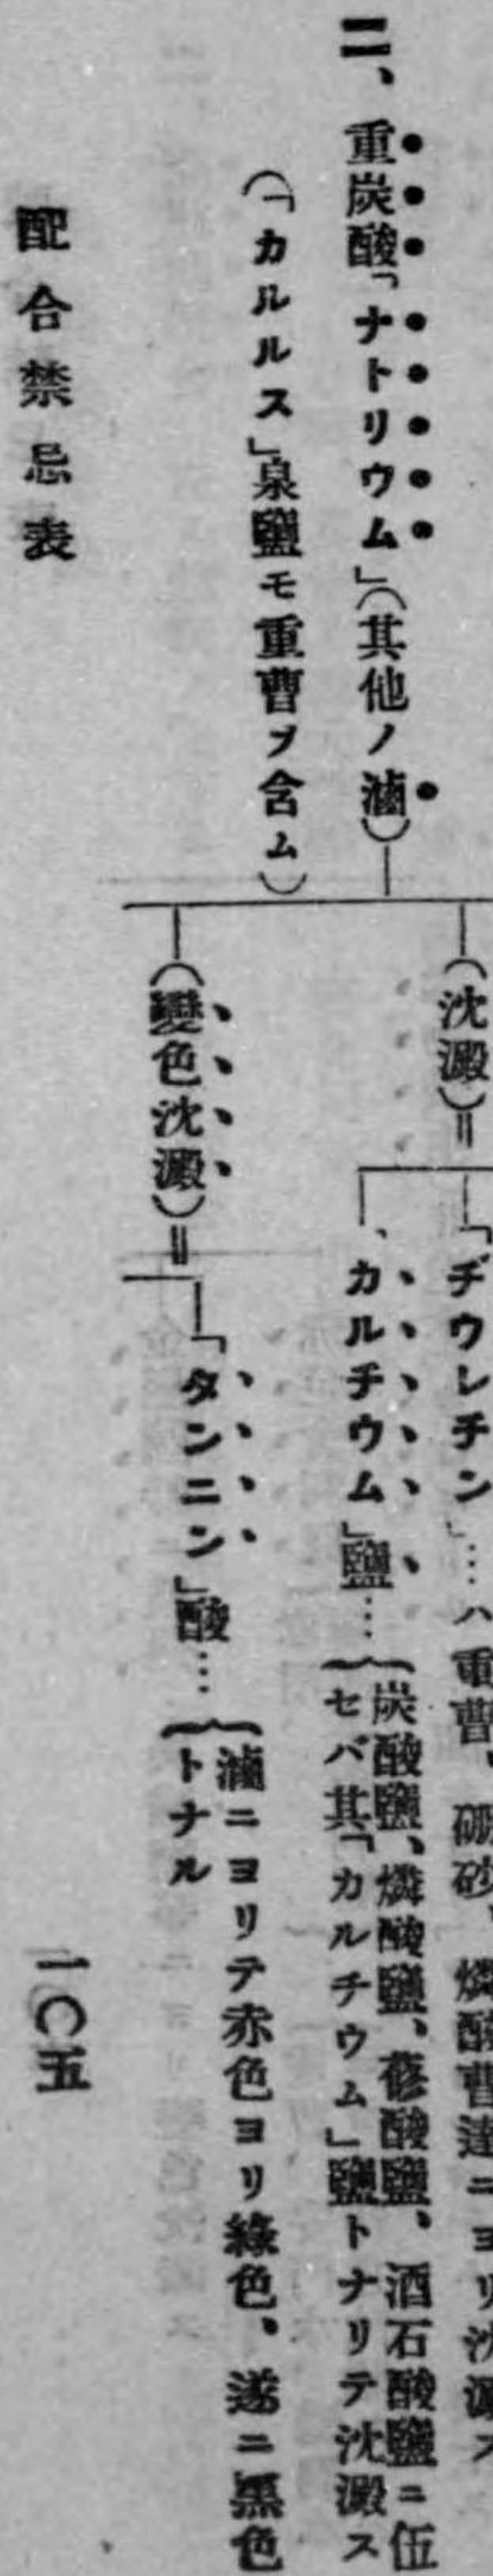 二、重炭酸「ナトリウム」(其他ノ滷)
(「カルルス」泉鹽モ重曹ヲ含ム)
(沈澱)=
「ヂウレチン」…ハ重曹、硼砂、燐酸曹達ニヨリ沈澱ス
「カルチウム」鹽…
炭酸鹽、燐酸鹽、蓚酸鹽、酒石酸鹽ニ伍
セバ其「カルチウム」鹽トナリテ沈澱ス
(變色沈澱)=
「タンニン」酸…
滷ニヨリテ赤色ヨリ綠色、遂ニ黑色
トナル
配合禁忌表
一〇五